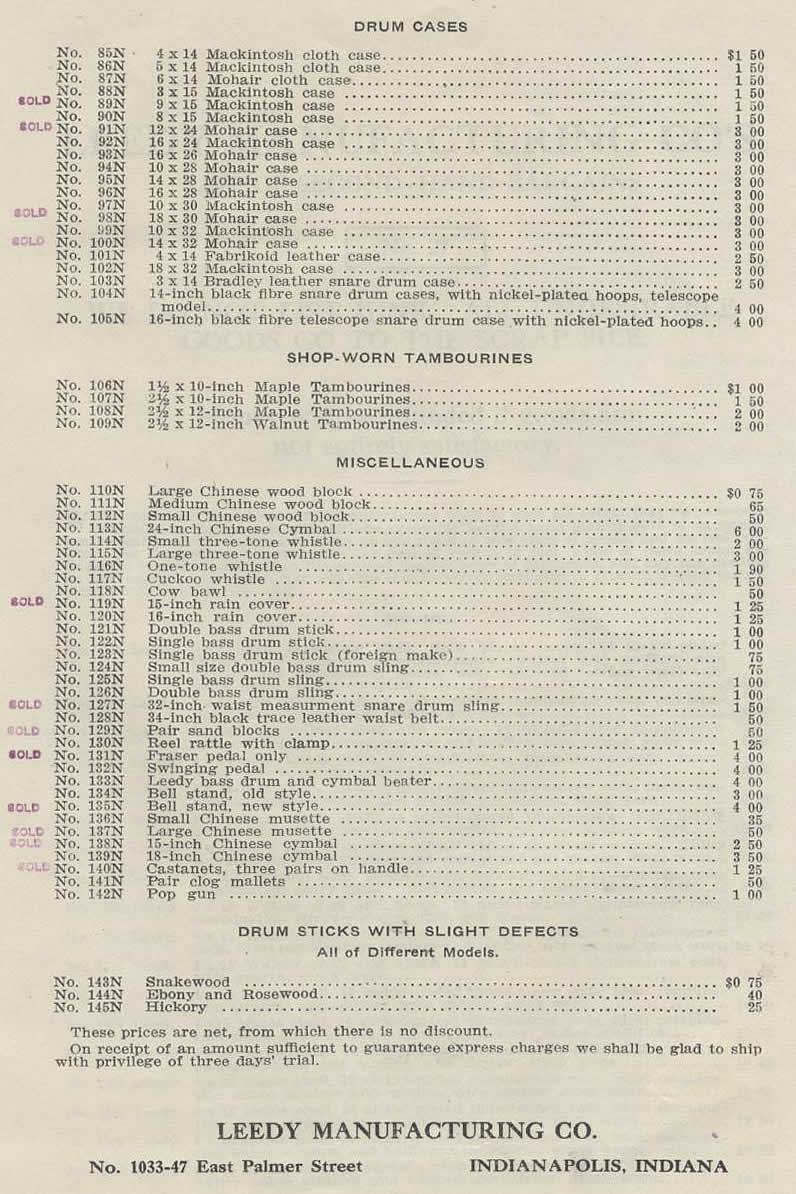 DRUM CASES
No. 85N 4 x 14 Mackintosh cloth case $1 50
No. 86N 5 x 14 Mackintosh cloth case 1 50
No. 87N 6 x 14 Mohair cloth case 1 50
No. 88N 3 x 15 Mackintosh case 1 50
SOLD No. 89N 9 x 15 Mackintosh case 1 50
No. 90N 8 x 15 Mackintosh case 1 50
SOLD No. 91N 12 x 24 Mohair case 3 00
No. 92N 16 x 24 Mackintosh case 3 00
No. 93N 16 x 26 Mohair case 3 00
No. 94N 10 x 28 Mohair case 3 00
No. 95N 14 x 28 Mohair case 3 00
No. 96N 16 x 28 Mohair case 3 00
No. 97N 10 x 30 Mackintosh case 3 00
SOLD No. 98N 18 x 30 Mohair case 3 00
No. 99N 10 x 32 Mackintosh case 3 00
SOLD No. 100N 14 x 32 Mohair case 3 00
No. 101N 4 x 14 Fabrikoid leather case 2 50
No. 102N 18 x 32 Mackintosh case 3 00
No. 103N 3 x 14 Bradley leather snare drum case 2 50
No. 104N 14-inch black fibre snare drum cases, with nickel-plated hoops, telescope
model 4 00
No. 105N 16-inch black fibre telescope snare drum case with nickel-plated hoops 4 00
SHOP-WORN TAMBOURINES
No. 106N 1½ x 10-inch Maple Tambourines $1 00
No. 107N 2½ x 10-inch Maple Tambourines 1 50
No. 108N 2½ x 12-inch Maple Tambourines 2 00
No. 109N 2½ x 12-inch Walnut Tambourines 2 00
MISCELLANEOUS
No. 110N Large Chinese wood block $0 75
No. 111N Medium Chinese wood block 65
No. 112N Small Chinese wood block 50
No. 113N 24-inch Chinese Cymbal 6 00
No. 114N Small three-tone whistle 2 00
No. 115N Large three-tone whistle 3 00
No. 116N One-tone whistle 1 90
No. 117N Cuckoo whistle 1 50
No. 118N Cow bawl 50
SOLD No. 119N 15-inch rain cover 1 25
No. 120N 16-inch rain cover 1 25
No. 121N Double bass drum stick 1 00
No. 122N Single bass drum stick 1 00
No. 123N Single bass drum stick (foreign make) 75
No. 124N Small size double bass drum sling 75
No. 125N Single bass drum sling 1 00
No. 126N Double bass drum sling 1 00
SOLD No. 127N 32-inch waist measurment snare drum sling 1 50
No. 128N 34-inch black trace leather waist belt 50
SOLD No. 129N Pair sand blocks 50
No. 130N Reel rattle with clamp 1 25
SOLD No. 131N Fraser pedal only 4 00
No. 132N Swinging pedal 4 00
No. 133N Leedy bass drum and cymbal beater 4 00
No. 134N Bell stand, old style 3 00
SOLD No. 135N Bell stand, new style 4 00
No. 136N Small Chinese musette 35
SOLD No. 137N Large Chinese musette 50
SOLD No. 138N 15-inch Chinese cymbal 2 50
No. 139N 18-inch Chinese cymbal 3 50
SOLD No. 140N Castanets, three pairs on handle 1 25
No. 141N Pair clog mallets 50
No. 142N Pop gun 1 00
DRUM STICKS WITH SLIGHT DEFECTS
All of Different Models.
No. 143N Snakewood $0 75
No. 144N Ebony and Rosewood 40
No. 145N Hickory 25
These prices are net, from which there is no discount.
On receipt of an amount sufficient to guarantee express charges we shall be glad to ship
with privilege of three days' trial.
LEEDY MANUFACTURING CO.
No. 1033-47 East Palmer Street INDIANAPOLIS, INDIANA